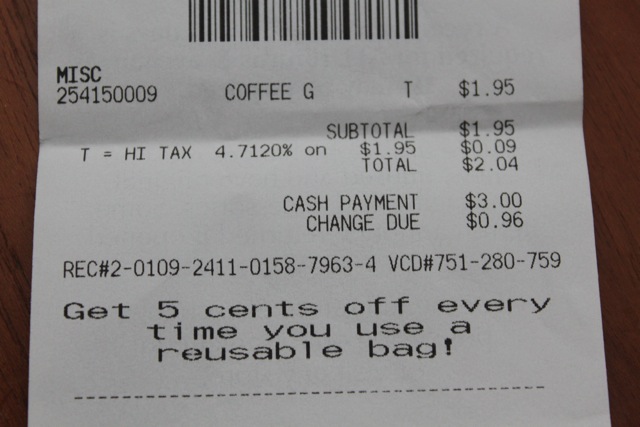 MISC
254150009 COFFEE G T $1.95
SUBTOTAL $1.95
T = HI TAX 4.7120% on $1.95 $0.09
TOTAL $2.04
CASH PAYMENT $3.00
CHANGE DUE $0.96
REC#2-0109-2411-0158-7963-4 VCD#751-280-759
Get 5 cents off every
time you use a
reusable bag!